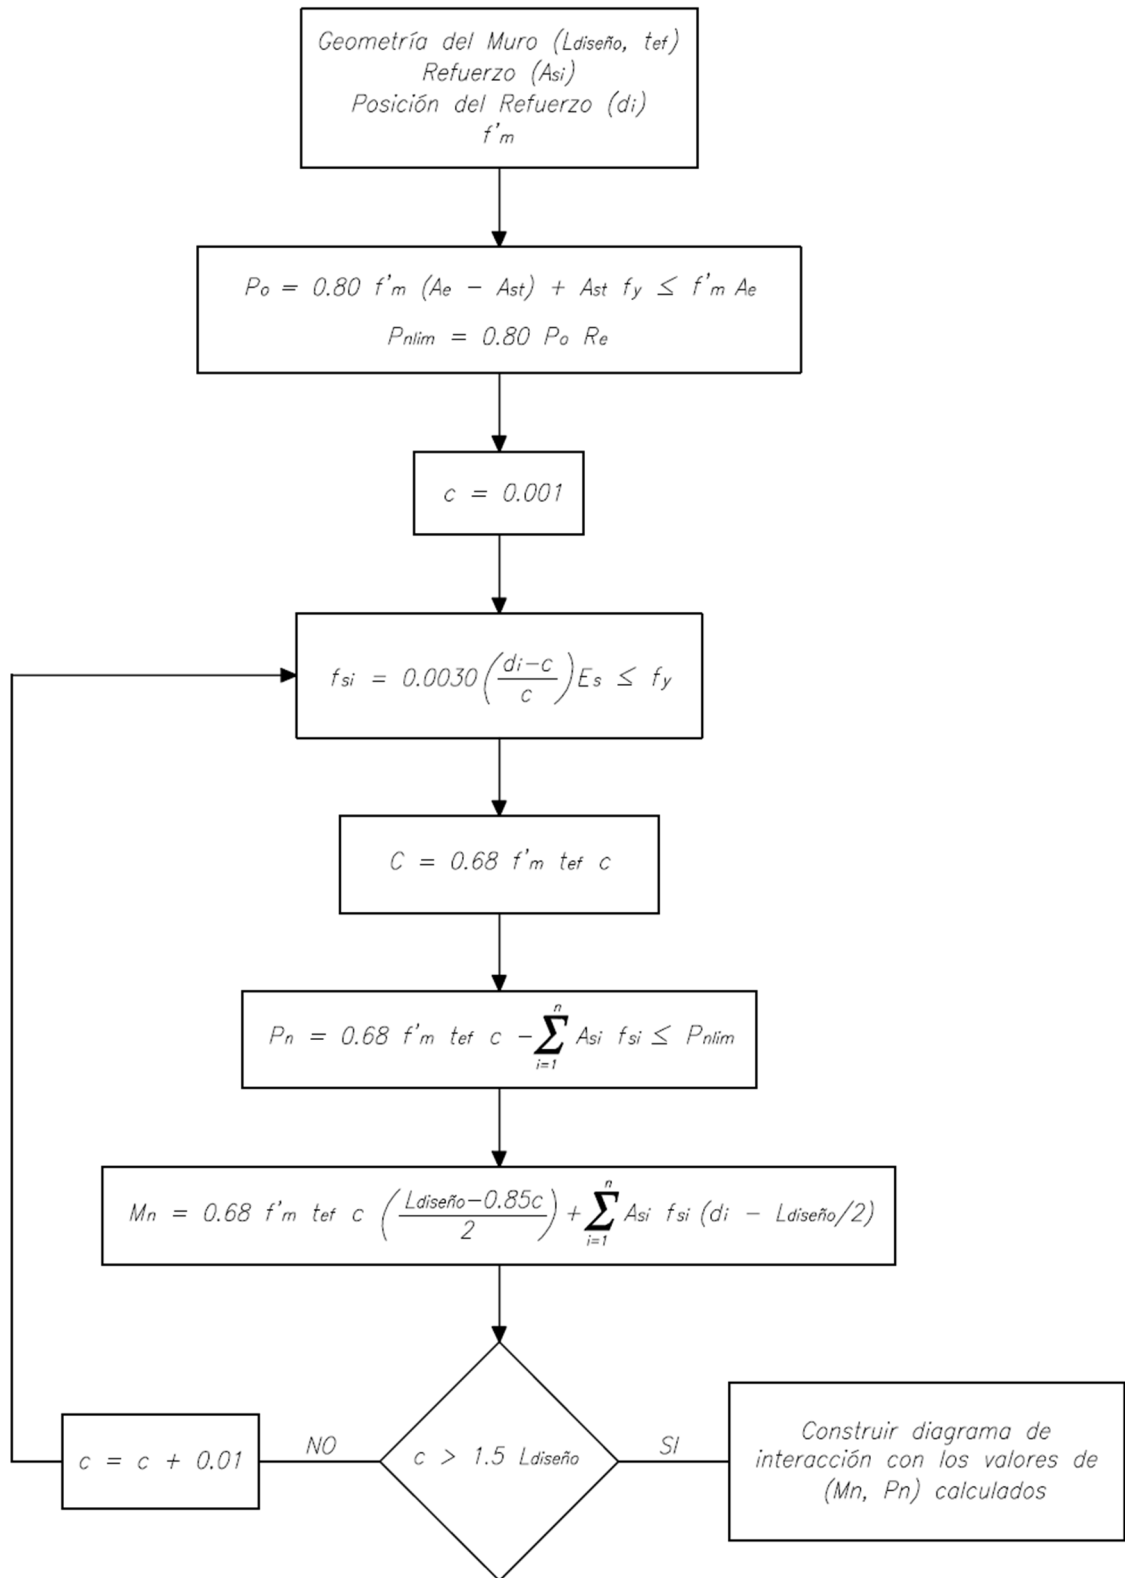 Geometría del Muro (Ldiseño, tef)
Refuerzo (Asi)
Posición del Refuerzo (di)
f'm
Po = 0.80 f'm (Ae − Ast) + Ast fy ≤ f'm Ae
Pnlim = 0.80 Po Re
c = 0.001
fsi = 0.0030((di−c)/c)Es ≤ fy
C = 0.68 f'm tef c
Pn = 0.68 f'm tef c −∑_{i=1}^{n} Asi fsi ≤ Pnlim
Mn = 0.68 f'm tef c ((Ldiseño−0.85c)/2)+∑_{i=1}^{n} Asi fsi (di − Ldiseño/2)
c = c + 0.01
NO
c > 1.5 Ldiseño
SI
Construir diagrama de
interacción con los valores de
(Mn, Pn) calculados